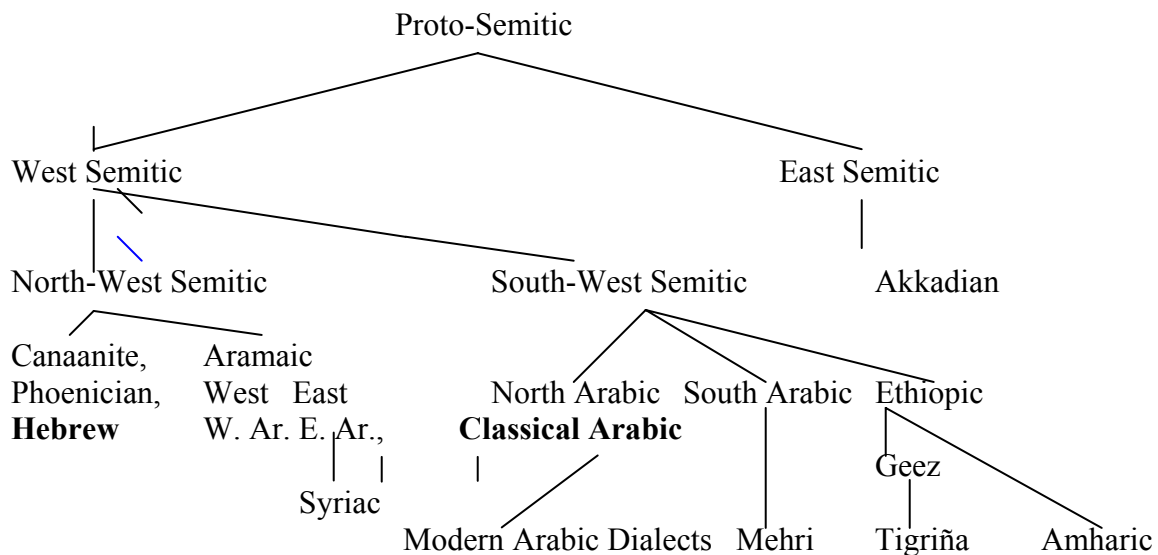 Proto-Semitic
West Semitic East Semitic
North-West Semitic South-West Semitic Akkadian
Canaanite, Aramaic
Phoenician, West East North Arabic South Arabic Ethiopic
Hebrew W. Ar. E. Ar., Classical Arabic
Geez
Syriac
Modern Arabic Dialects Mehri Tigriña Amharic